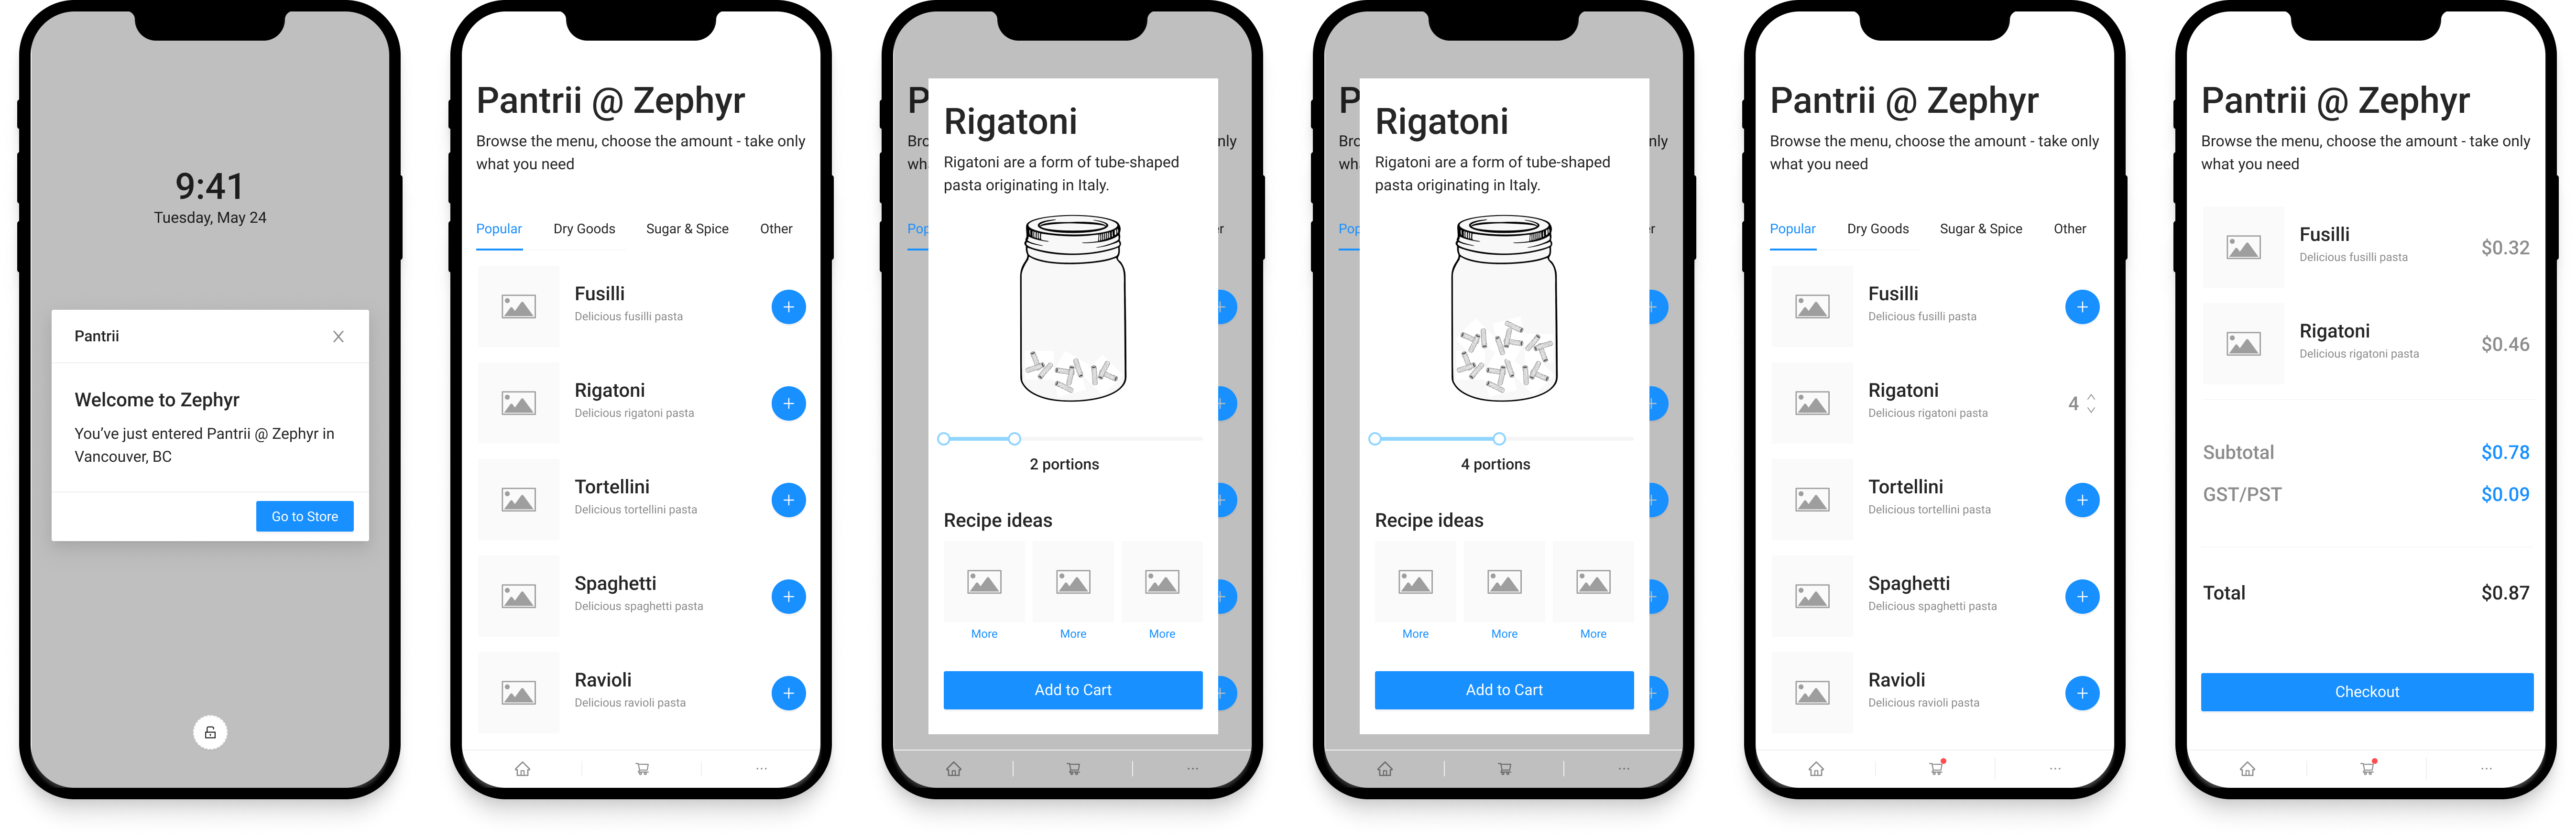 9:41
Tuesday, May 24
Pantrii
Welcome to Zephyr
You've just entered Pantrii @ Zephyr in
Vancouver, BC
Go to Store
Pantrii @ Zephyr
Browse the menu, choose the amount - take only
what you need
Popular Dry Goods Sugar & Spice Other
Fusilli
Delicious fusilli pasta
Rigatoni
Delicious rigatoni pasta
Tortellini
Delicious tortellini pasta
Spaghetti
Delicious spaghetti pasta
Ravioli
Delicious ravioli pasta
P
Bro nly
wh
Pop r
Rigatoni
Rigatoni are a form of tube-shaped
pasta originating in Italy.
2 portions
Recipe ideas
More More More
Add to Cart
P
Bro nly
wh
Pop r
Rigatoni
Rigatoni are a form of tube-shaped
pasta originating in Italy.
4 portions
Recipe ideas
More More More
Add to Cart
Pantrii @ Zephyr
Browse the menu, choose the amount - take only
what you need
Popular Dry Goods Sugar & Spice Other
Fusilli
Delicious fusilli pasta
Rigatoni 4
Delicious rigatoni pasta
Tortellini
Delicious tortellini pasta
Spaghetti
Delicious spaghetti pasta
Ravioli
Delicious ravioli pasta
Pantrii @ Zephyr
Browse the menu, choose the amount - take only
what you need
Fusilli $0.32
Delicious fusilli pasta
Rigatoni $0.46
Delicious rigatoni pasta
Subtotal $0.78
GST/PST $0.09
Total $0.87
Checkout